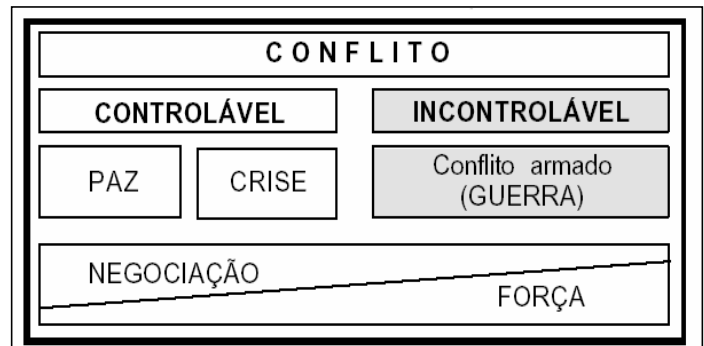 CONFLITO
CONTROLÁVEL
INCONTROLÁVEL
PAZ
CRISE
Conflito armado
(GUERRA)
NEGOCIAÇÃO
FORÇA